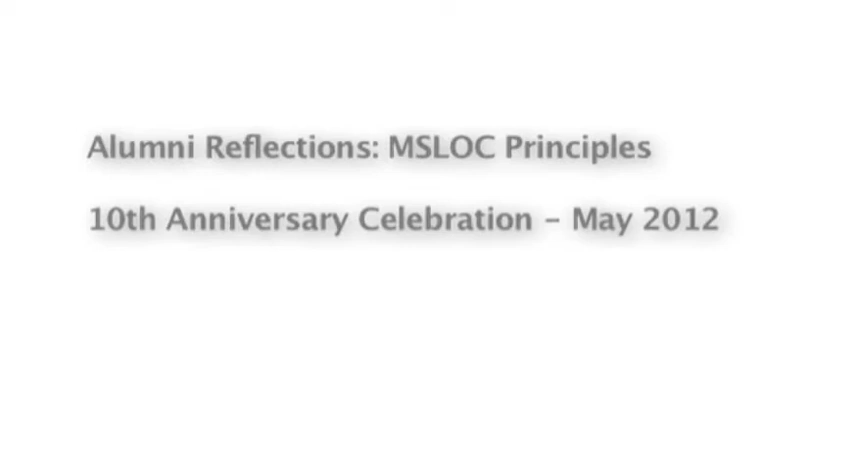 Alumni Reflections: MSLOC Principles
10th Anniversary Celebration – May 2012